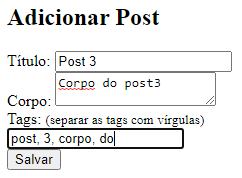 Adicionar Post
Título: Post 3
Corpo: Corpo do post3
Tags: (separar as tags com vírgulas)
post, 3, corpo, do
Salvar